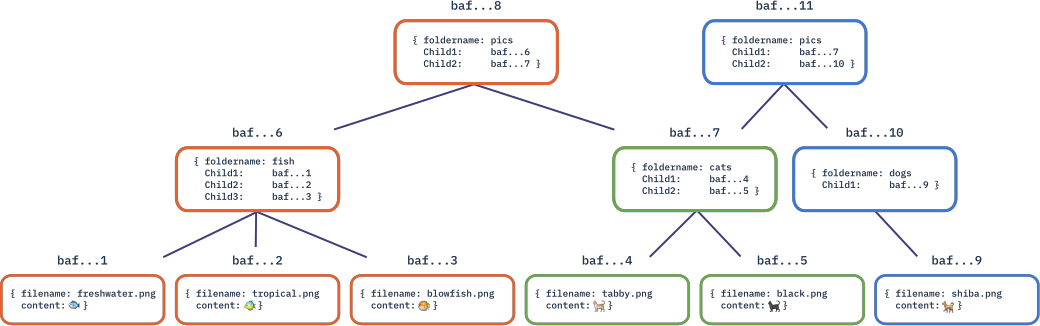 baf...8
{ foldername: pics
Child1: baf...6
Child2: baf...7 }
baf...11
{ foldername: pics
Child1: baf...7
Child2: baf...10 }
baf...6
{ foldername: fish
Child1: baf...1
Child2: baf...2
Child3: baf...3 }
baf...7
{ foldername: cats
Child1: baf...4
Child2: baf...5 }
baf...10
{ foldername: dogs
Child1: baf...9 }
baf...1
{ filename: freshwater.png
content: 🐟 }
baf...2
{ filename: tropical.png
content: 🐠 }
baf...3
{ filename: blowfish.png
content: 🐡 }
baf...4
{ filename: tabby.png
content: 🐈 }
baf...5
{ filename: black.png
content: 🐈‍⬛ }
baf...9
{ filename: shiba.png
content: 🐕 }